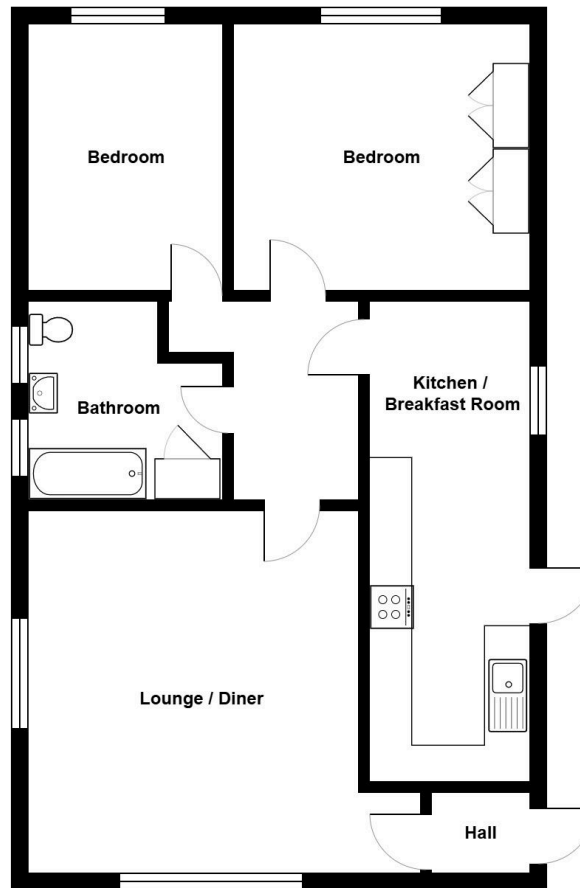 Bedroom
Bedroom
Kitchen /
Breakfast Room
Bathroom
Lounge / Diner
Hall